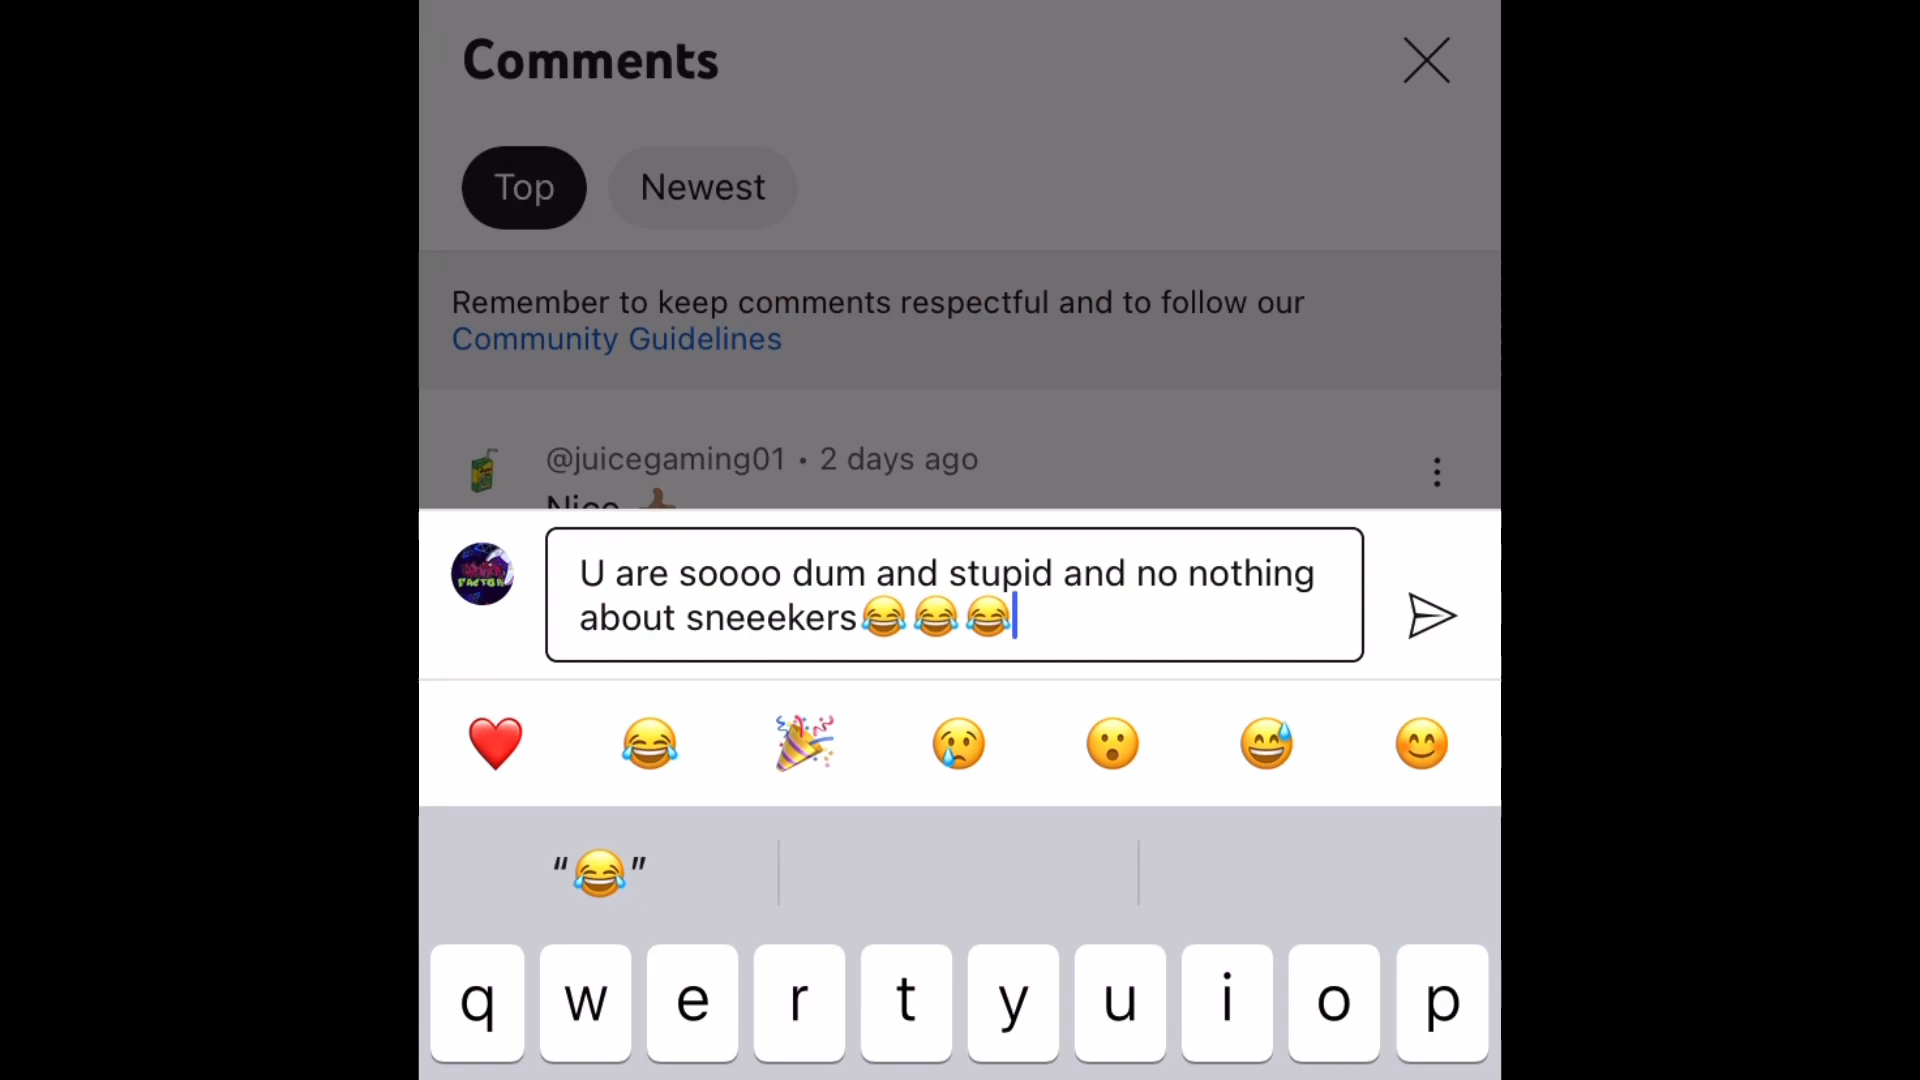 Comments
Top Newest
Remember to keep comments respectful and to follow our
Community Guidelines
@juicegaming01 • 2 days ago
Nice 👍🏽
U are soooo dum and stupid and no nothing
about sneeekers😂😂😂
❤️ 😂 🎉 😢 😮 😅 😊
“😂”
q w e r t y u i o p